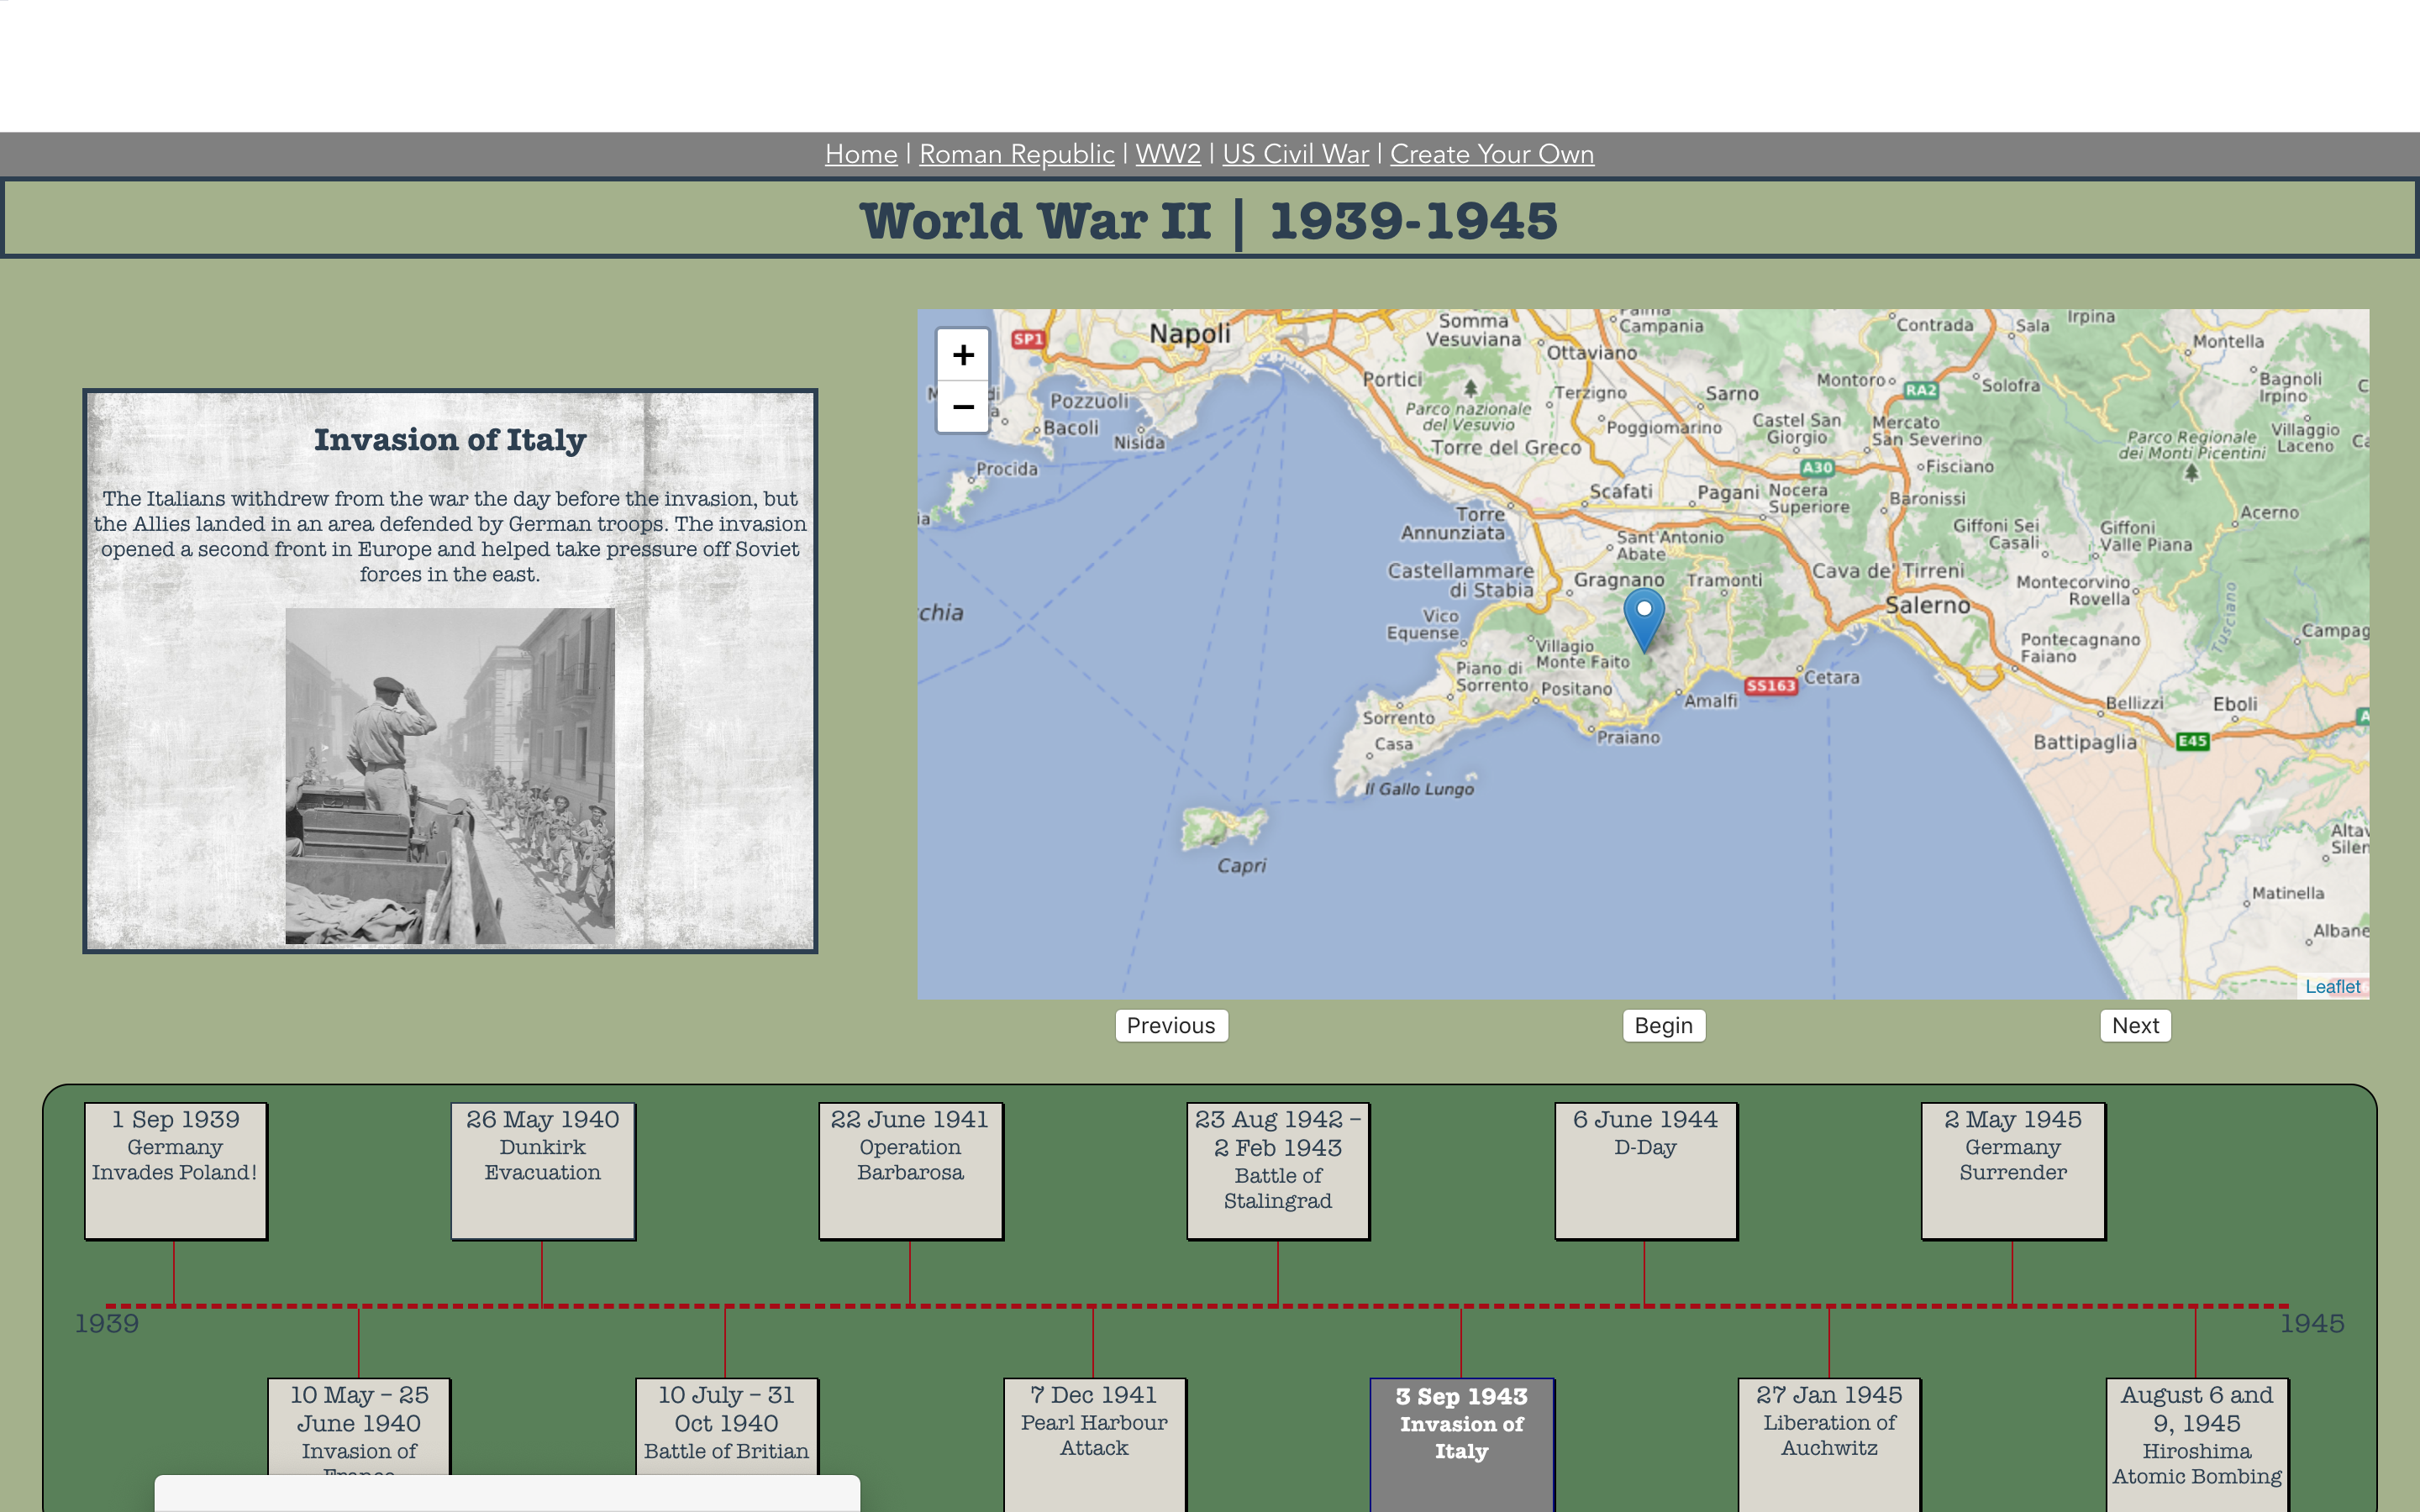 Home | Roman Republic | WW2 | US Civil War | Create Your Own
World War II | 1939-1945
Invasion of Italy
The Italians withdrew from the war the day before the invasion, but
the Allies landed in an area defended by German troops. The invasion
opened a second front in Europe and helped take pressure off Soviet
forces in the east.
+
−
SP1
Napoli
Somma
Vesuviana
Campania
Contrada
Sala
Irpina
Montella
Ottaviano
Portici
Terzigno
Sarno
Montoro
RA2
Solofra
Bagnoli
Irpino
Pozzuoli
Parco nazionale
del Vesuvio
Bacoli
Nisida
Poggiomarino
Castel San
Giorgio
Mercato
San Severino
Parco Regionale
dei Monti Picentini
Villaggio
Laceno
Torre del Greco
Procida
A30
Fisciano
Scafati
Pagani
Nocera
Superiore
Baronissi
Acerno
Torre
Annunziata
Sant'Antonio
Abate
Giffoni Sei
Casali
Giffoni
Valle Piana
Castellammare
di Stabia
Gragnano
Tramonti
Cava de' Tirreni
Montecorvino
Rovella
chia
Salerno
Tusciano
Vico
Equense
Villagio
Monte Faito
Pontecagnano
Faiano
Campag
Piano di
Sorrento
Positano
SS163
Cetara
Amalfi
Bellizzi
Eboli
Sorrento
Praiano
Battipaglia
E45
Casa
Il Gallo Lungo
Capri
Altav
Silen
Matinella
Albane
Leaflet
Previous
Begin
Next
1 Sep 1939
Germany
Invades Poland!
26 May 1940
Dunkirk
Evacuation
22 June 1941
Operation
Barbarosa
23 Aug 1942 –
2 Feb 1943
Battle of
Stalingrad
6 June 1944
D-Day
2 May 1945
Germany
Surrender
1939
1945
10 May – 25
June 1940
Invasion of
10 July – 31
Oct 1940
Battle of Britian
7 Dec 1941
Pearl Harbour
Attack
3 Sep 1943
Invasion of
Italy
27 Jan 1945
Liberation of
Auchwitz
August 6 and
9, 1945
Hiroshima
Atomic Bombing